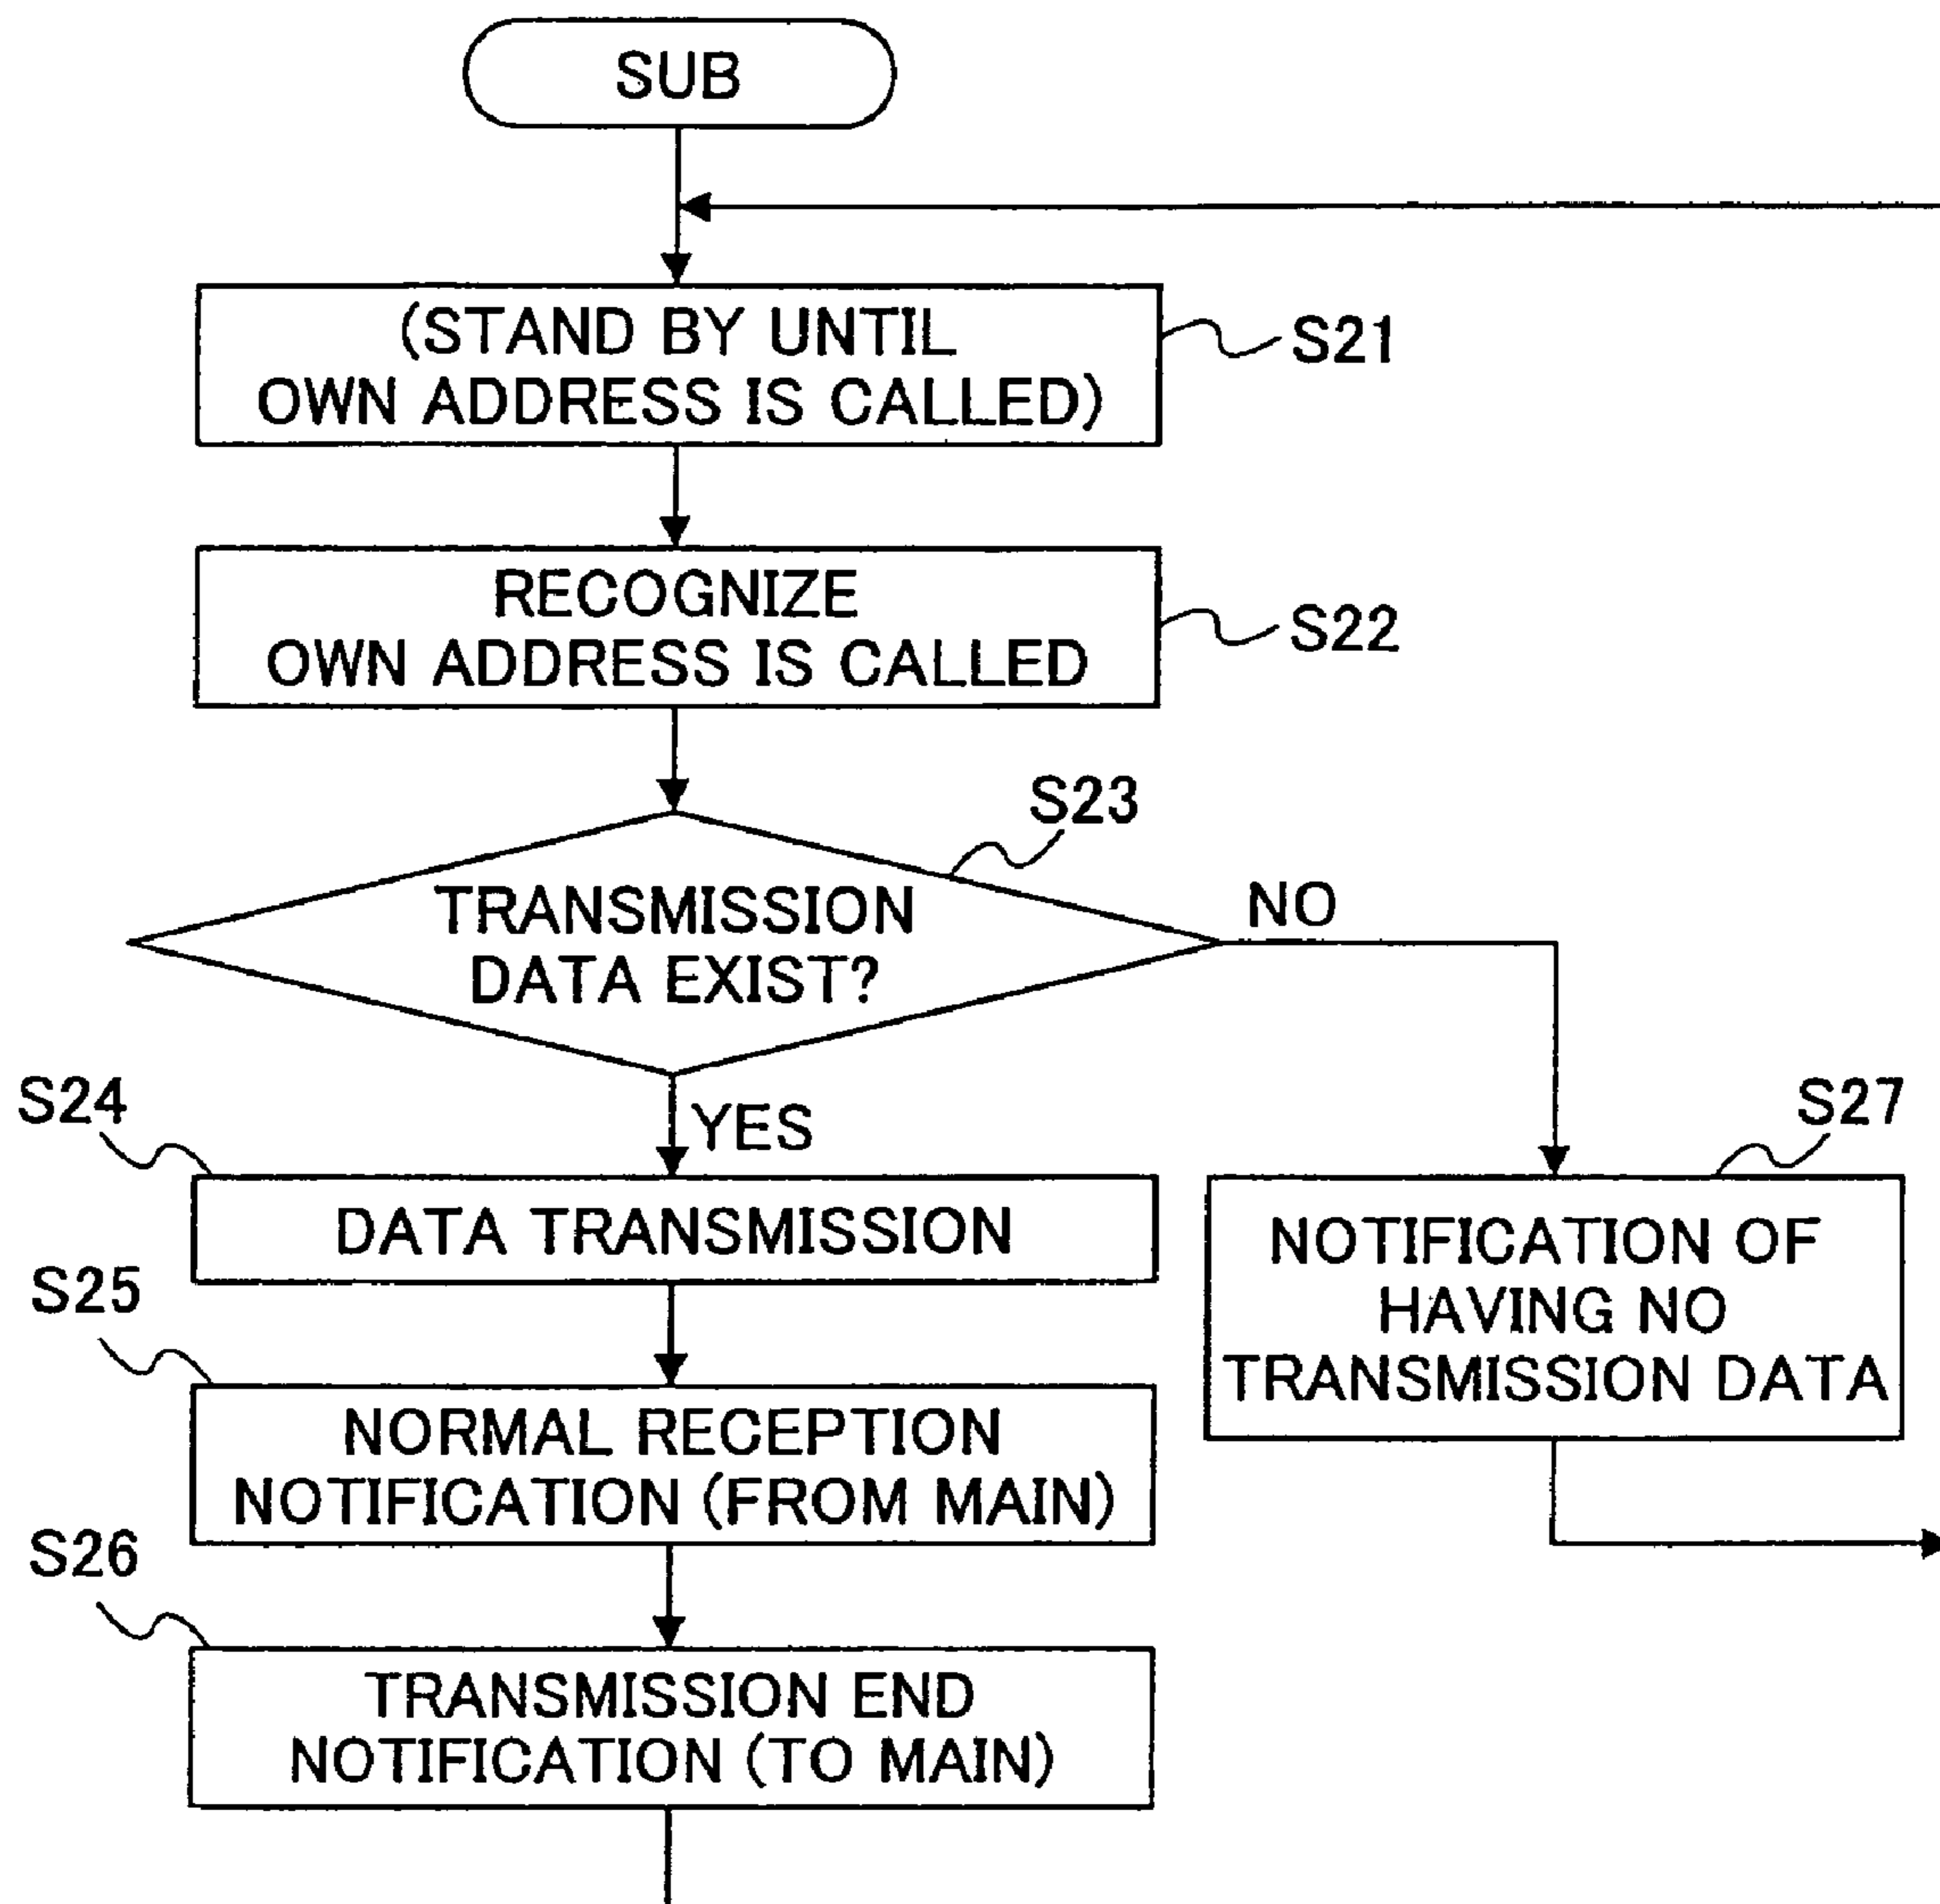 SUB
(STAND BY UNTIL
OWN ADDRESS IS CALLED)
S21
RECOGNIZE
OWN ADDRESS IS CALLED
S22
S23
TRANSMISSION
DATA EXIST?
NO
YES
S24
DATA TRANSMISSION
S27
NOTIFICATION OF
HAVING NO
TRANSMISSION DATA
S25
NORMAL RECEPTION
NOTIFICATION (FROM MAIN)
S26
TRANSMISSION END
NOTIFICATION (TO MAIN)